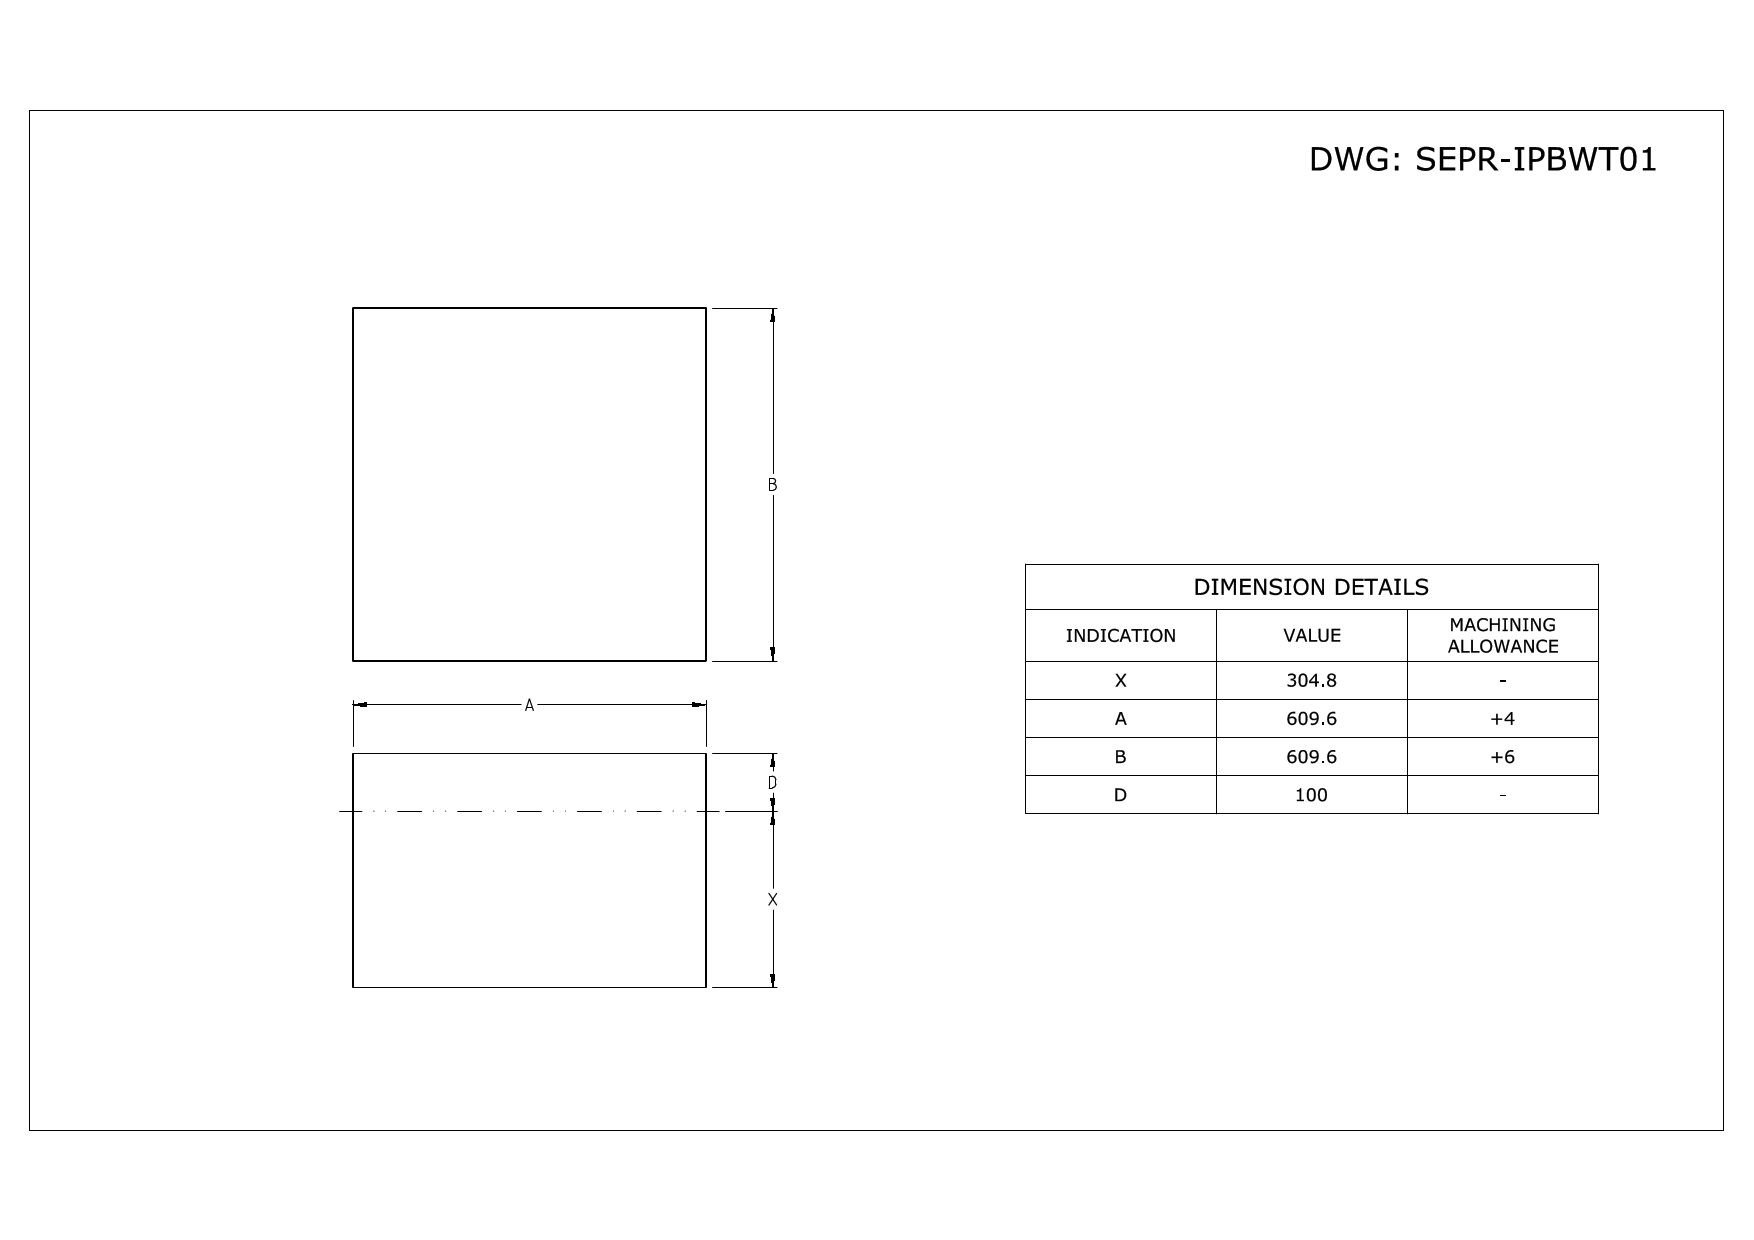 DWG: SEPR-IPBWT01
B
A
D
X
DIMENSION DETAILS
INDICATION VALUE MACHINING ALLOWANCE
X 304.8 -
A 609.6 +4
B 609.6 +6
D 100 -